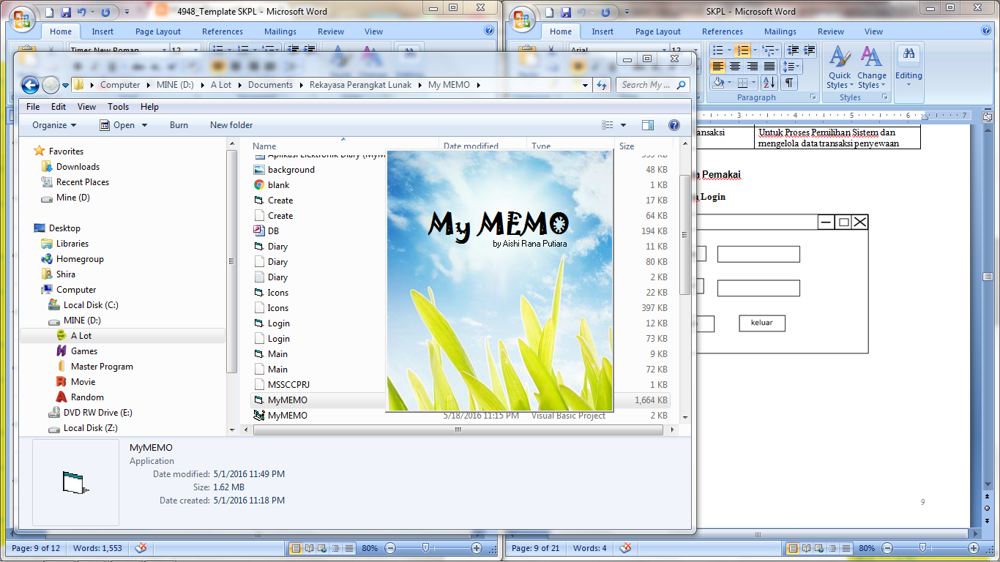 4948_Template SKPL - Microsoft Word
Home Insert Page Layout References Mailings Review View
Times New Roman 12
SKPL - Microsoft Word
Home Insert Page Layout References Mailings Review View
Arial 12
Quick Styles Change Styles Editing
Paragraph Styles
3 4 5 6 7
Computer MINE (D:) A Lot Documents Rekayasa Perangkat Lunak My MEMO
Search My ...
File Edit View Tools Help
Organize Open Burn New folder
Favorites
Downloads
Recent Places
Mine (D)
Desktop
Libraries
Homegroup
Shira
Computer
Local Disk (C:)
MINE (D:)
A Lot
Games
Master Program
Movie
Random
DVD RW Drive (E:)
Local Disk (Z:)
Name Date modified Type Size
Aplikasi Elektronik Diary (MyM 555 KB
background 48 KB
blank 1 KB
Create 17 KB
Create 64 KB
DB 194 KB
Diary 11 KB
Diary 80 KB
Diary 2 KB
Icons 22 KB
Icons 397 KB
Login 12 KB
Login 73 KB
Main 9 KB
Main 72 KB
MSSCCPRJ 1 KB
MyMEMO 1,664 KB
MyMEMO 5/18/2016 11:15 PM Visual Basic Project 2 KB
My MEMO
by Aishi Rana Putiara
MyMEMO
Application
Date modified: 5/1/2016 11:49 PM
Size: 1.62 MB
Date created: 5/1/2016 11:18 PM
ansaksi
Untuk Proses Pemilihan Sistem dan
mengelola data transaksi penyewaan
a Pemakai
Login
keluar
9
Page: 9 of 12 Words: 1,553 80%
Page: 9 of 21 Words: 4 80%